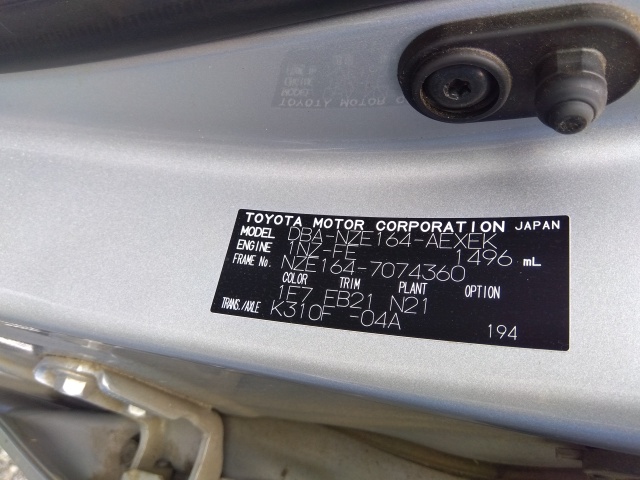 TOYOTA MOTOR CORPORATION JAPAN
MODEL DBA-NZE164-AEXEK
ENGINE 1NZ-FE 1496 mL
FRAME No. NZE164-7074360
COLOR TRIM PLANT OPTION
1F7 EB21 N21
TRANS./AXLE K310F -04A 194